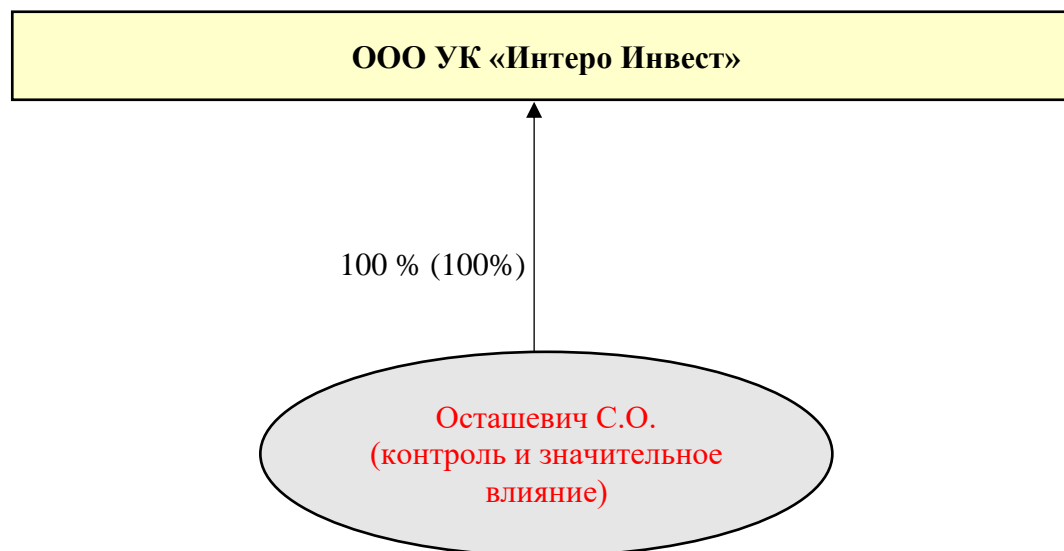 ООО УК «Интеро Инвест»
100 % (100%)
Осташевич С.О.
(контроль и значительное
влияние)